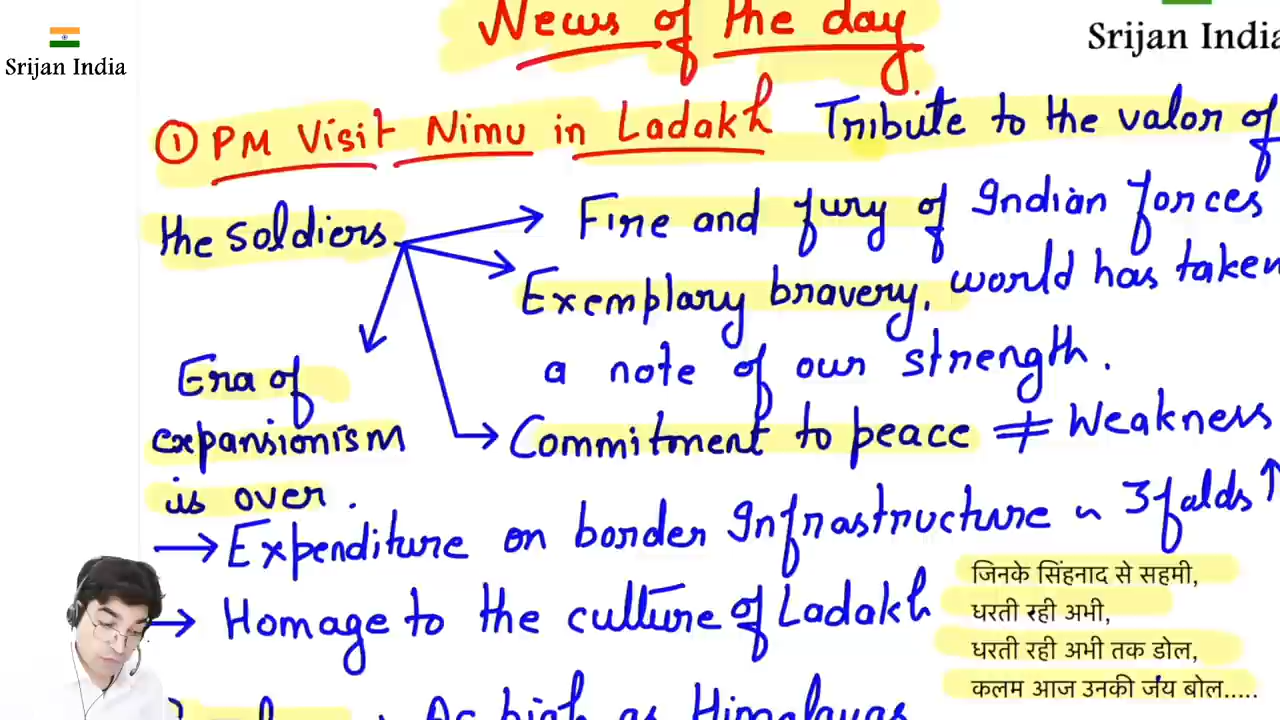 News of the day
Srijan India
Srijan India
① PM Visit Nimu in Ladakh Tribute to the valor of
the soldiers.
Fire and fury of Indian forces
Exemplary bravery, world has taken
a note of our strength.
Commitment to peace ≠ Weakness
Era of
expansionism
is over.
→ Expenditure on border Infrastructure ~ 3 folds ↑
→ Homage to the culture of Ladakh
जिनके सिंहनाद से सहमी,
धरती रही अभी,
धरती रही अभी तक डोल,
कलम आज उनकी जय बोल.....
As high as Himalayas